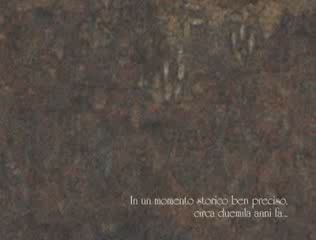 In un momento storico ben preciso,
circa duemila anni fa...